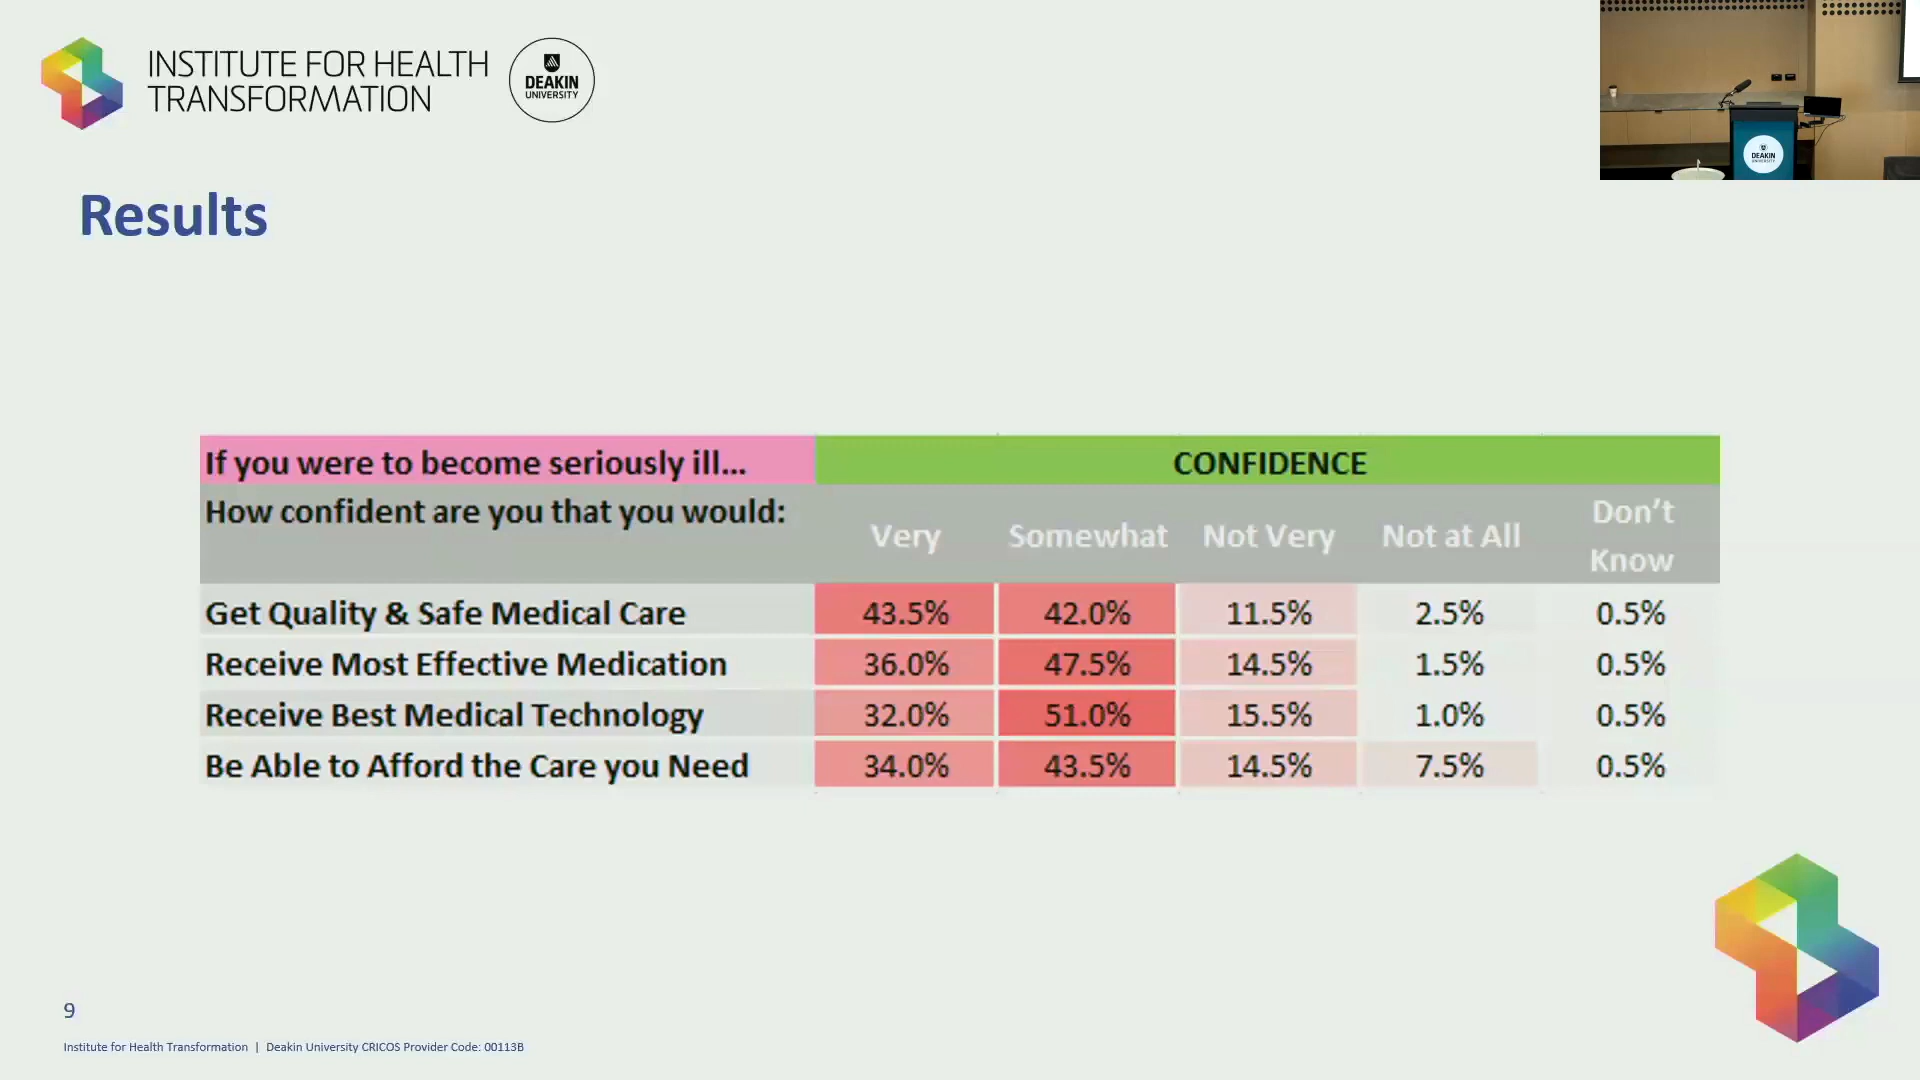 INSTITUTE FOR HEALTH
TRANSFORMATION
DEAKIN
UNIVERSITY
DEAKIN
UNIVERSITY
Results
If you were to become seriously ill... CONFIDENCE
How confident are you that you would: Very Somewhat Not Very Not at All Don't Know
Get Quality & Safe Medical Care 43.5% 42.0% 11.5% 2.5% 0.5%
Receive Most Effective Medication 36.0% 47.5% 14.5% 1.5% 0.5%
Receive Best Medical Technology 32.0% 51.0% 15.5% 1.0% 0.5%
Be Able to Afford the Care you Need 34.0% 43.5% 14.5% 7.5% 0.5%
9
Institute for Health Transformation | Deakin University CRICOS Provider Code: 00113B